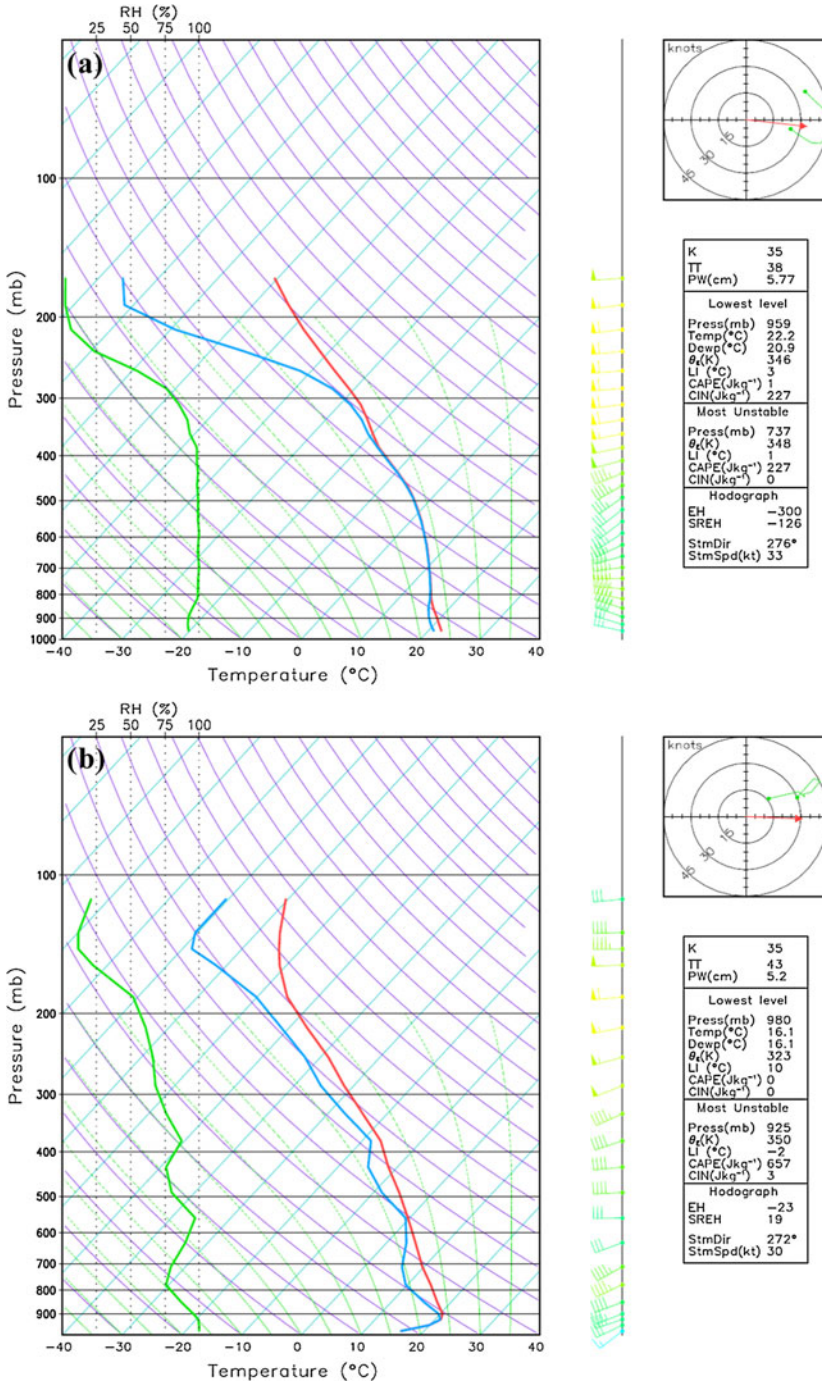 RH (%)
25 50 75 100
(a)
100
200
300
400
500
600
700
800
900
1000
Pressure (mb)
-40 -30 -20 -10 0 10 20 30 40
Temperature (°C)
knots
15
30
45
K 35
TT 38
PW(cm) 5.77
Lowest level
Press(mb) 959
Temp(°C) 22.2
Dewp(°C) 20.9
θE(K) 346
LI (°C) 3
CAPE(Jkg⁻¹) 1
CIN(Jkg⁻¹) 227
Most Unstable
Press(mb) 737
θE(K) 348
LI (°C) 1
CAPE(Jkg⁻¹) 227
CIN(Jkg⁻¹) 0
Hodograph
EH -300
SREH -126
StmDir 276°
StmSpd(kt) 33
RH (%)
25 50 75 100
(b)
100
200
300
400
500
600
700
800
900
Pressure (mb)
-40 -30 -20 -10 0 10 20 30 40
Temperature (°C)
knots
15
30
45
K 35
TT 43
PW(cm) 5.2
Lowest level
Press(mb) 980
Temp(°C) 16.1
Dewp(°C) 16.1
θE(K) 323
LI (°C) 10
CAPE(Jkg⁻¹) 0
CIN(Jkg⁻¹) 0
Most Unstable
Press(mb) 925
θE(K) 350
LI (°C) -2
CAPE(Jkg⁻¹) 657
CIN(Jkg⁻¹) 3
Hodograph
EH -23
SREH 19
StmDir 272°
StmSpd(kt) 30